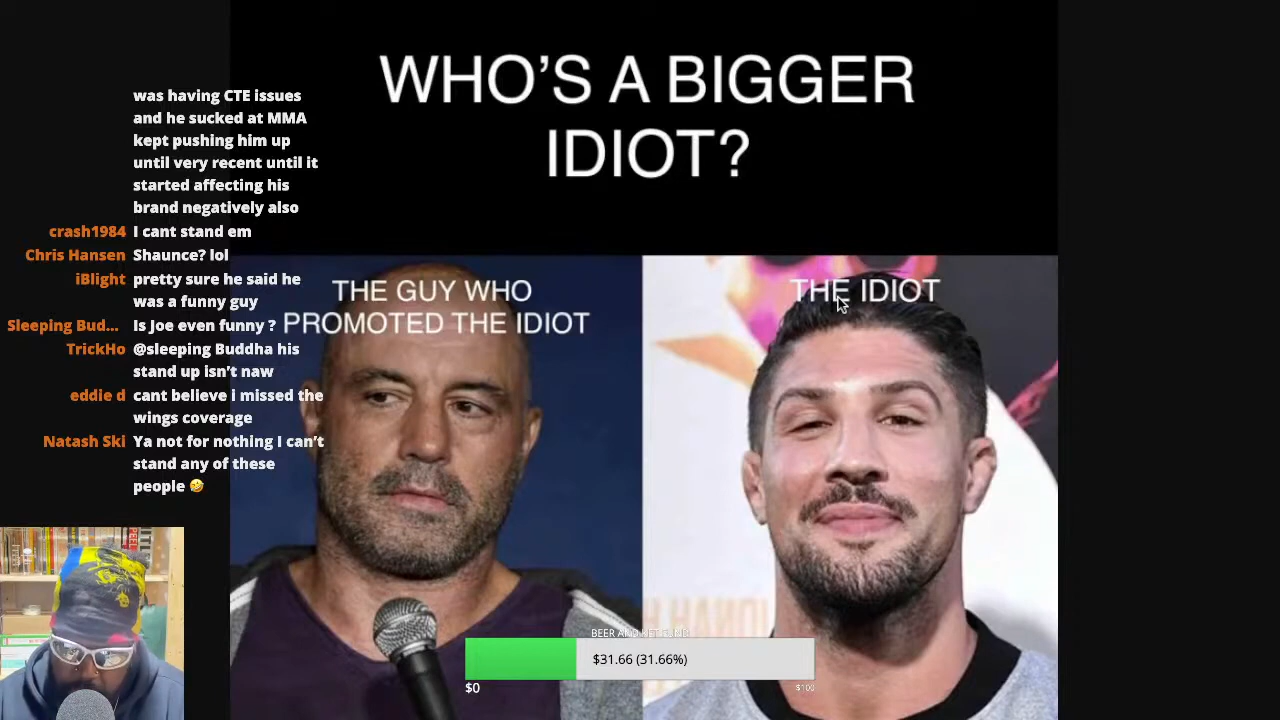 WHO'S A BIGGER
IDIOT?
was having CTE issues
and he sucked at MMA
kept pushing him up
until very recent until it
started affecting his
brand negatively also
crash1984 I cant stand em
Chris Hansen Shaunce? lol
iBlight pretty sure he said he
was a funny guy
Sleeping Bud... Is Joe even funny ?
TrickHo @sleeping Buddha his
stand up isn't naw
eddie d cant believe i missed the
wings coverage
Natash Ski Ya not for nothing I can't
stand any of these
people 🤣
THE GUY WHO
PROMOTED THE IDIOT
THE IDIOT
BEER AND
$31.66 (31.66%)
$0
$100